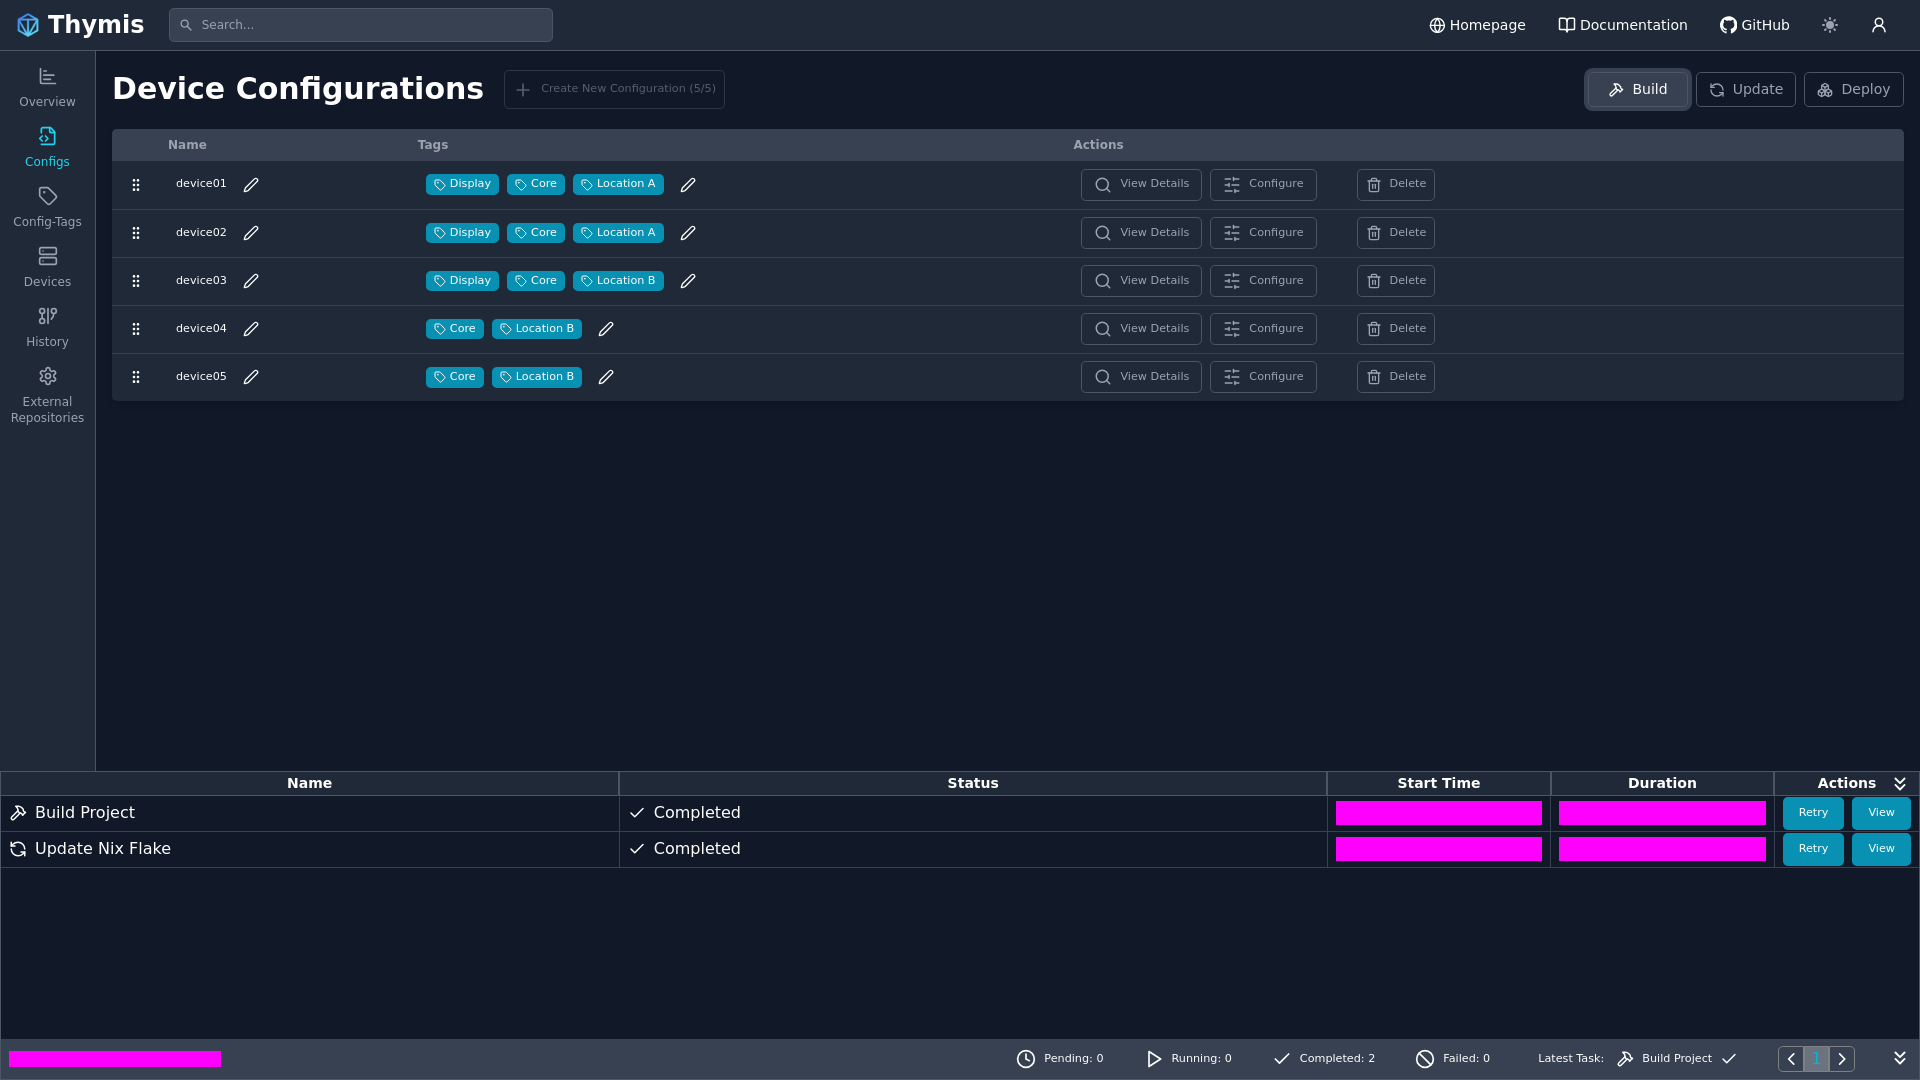 Thymis
Search...
Homepage
Documentation
GitHub
Overview
Configs
Config-Tags
Devices
History
External
Repositories
Device Configurations
Create New Configuration (5/5)
Build
Update
Deploy
Name Tags Actions
device01 Display Core Location A View Details Configure Delete
device02 Display Core Location A View Details Configure Delete
device03 Display Core Location B View Details Configure Delete
device04 Core Location B View Details Configure Delete
device05 Core Location B View Details Configure Delete
Name Status Start Time Duration Actions
Build Project Completed Retry View
Update Nix Flake Completed Retry View
Pending: 0 Running: 0 Completed: 2 Failed: 0 Latest Task: Build Project 1